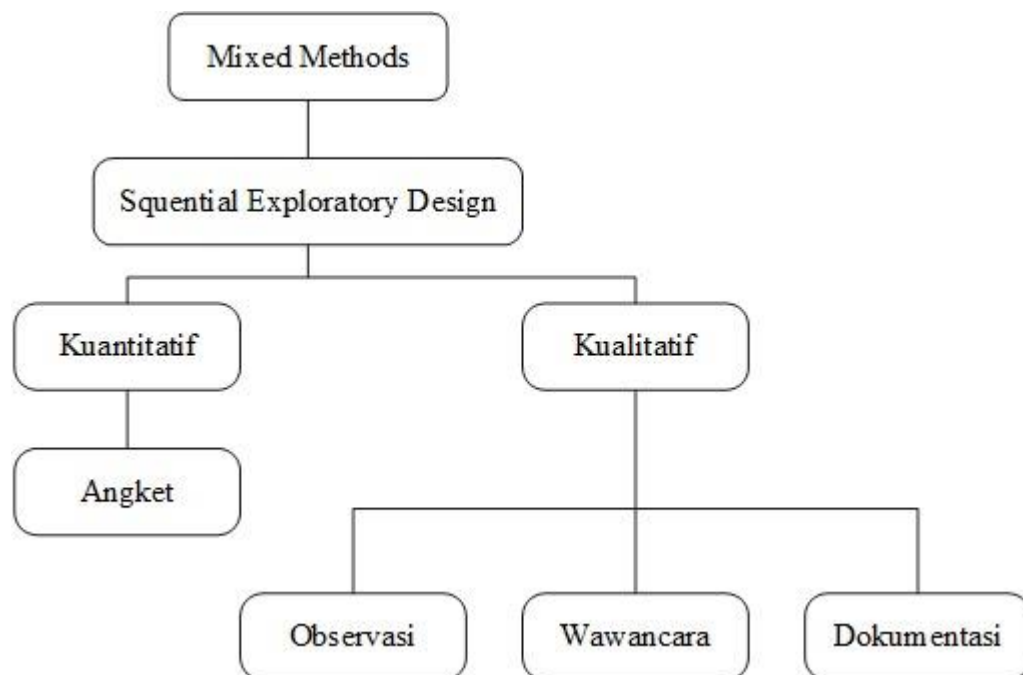 Mixed Methods
Squential Exploratory Design
Kuantitatif
Kualitatif
Angket
Observasi
Wawancara
Dokumentasi